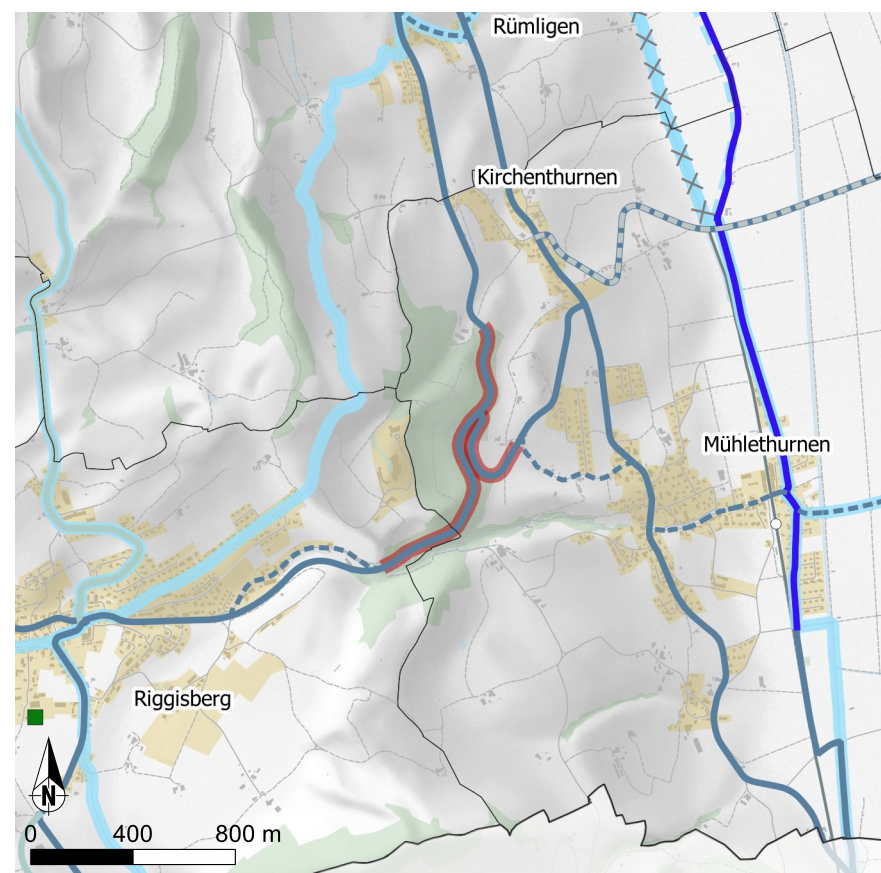 Rümligen
Kirchenthurnen
Mühlethurnen
Riggisberg
N
0 400 800 m